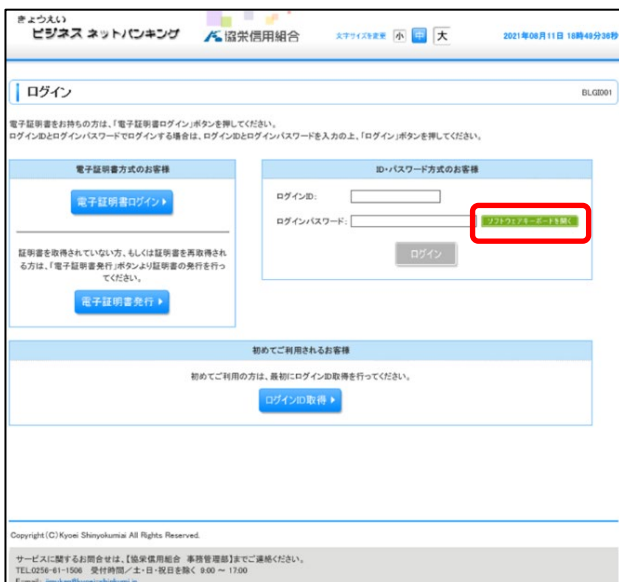 きょうえい
ビジネス ネットバンキング
協栄信用組合
文字サイズを変更 小 中 大
2021年08月11日 18時49分36秒
ログイン
BLGI001
電子証明書をお持ちの方は、「電子証明書ログイン」ボタンを押してください。
ログインIDとログインパスワードでログインする場合は、ログインIDとログインパスワードを入力の上、「ログイン」ボタンを押してください。
電子証明書方式のお客様
電子証明書ログイン
証明書を取得されていない方、もしくは証明書を再取得され
る方は、「電子証明書発行」ボタンより証明書の発行を行っ
てください。
電子証明書発行
ID・パスワード方式のお客様
ログインID:
ログインパスワード:
ソフトウェアキーボードを開く
ログイン
初めてご利用されるお客様
初めてご利用の方は、最初にログインID取得を行ってください。
ログインID取得
Copyright(C)Kyoei Shinyokumiai All Rights Reserved.
サービスに関するお問合せは、【協栄信用組合 事務管理部】までご連絡ください。
TEL.0256-61-1506 受付時間/土・日・祝日を除く 9:00 ~ 17:00